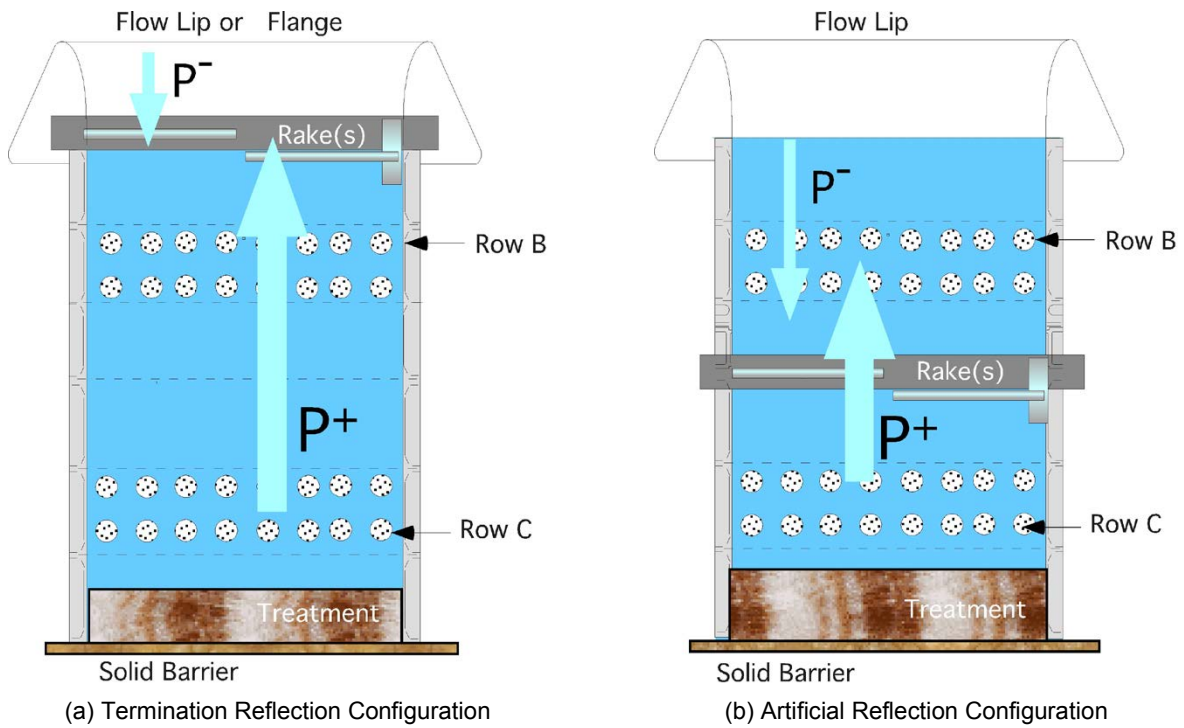 Flow Lip or Flange
P-
Rake(s)
Row B
P+
Row C
Treatment
Solid Barrier
(a) Termination Reflection Configuration
Flow Lip
P-
Row B
Rake(s)
P+
Row C
Treatment
Solid Barrier
(b) Artificial Reflection Configuration